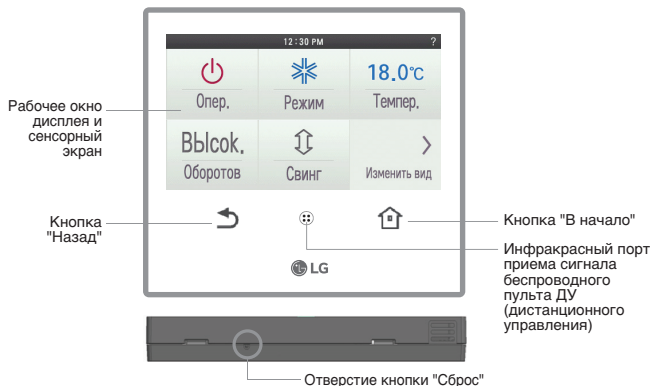 12:30 PM ?
18.0°C
Опер. Режим Темпер.
ВЫсок.
Оборотов Свинг Изменить вид
LG
Рабочее окно
дисплея и
сенсорный
экран
Кнопка
"Назад"
Кнопка "В начало"
Инфракрасный порт
приема сигнала
беспроводного
пульта ДУ
(дистанционного
управления)
Отверстие кнопки "Сброс"